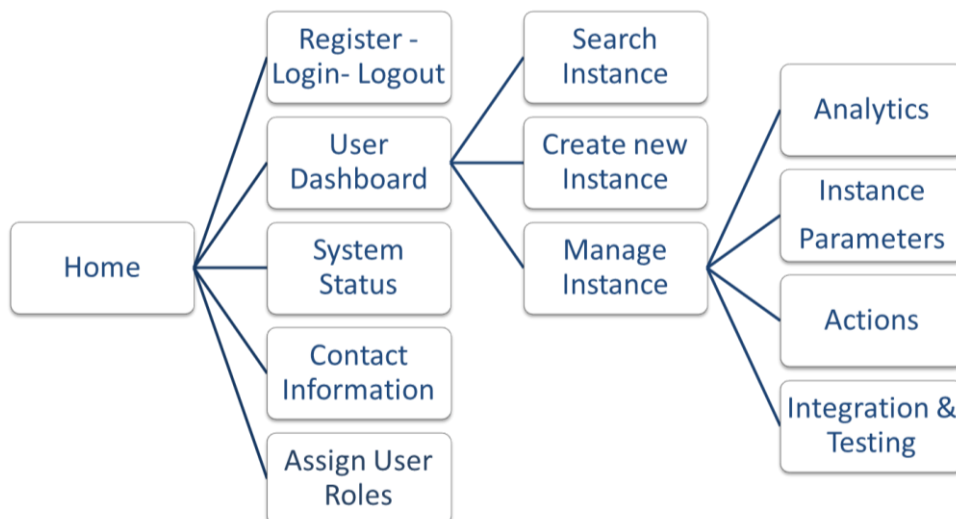 Home
Register -
Login- Logout
User
Dashboard
System
Status
Contact
Information
Assign User
Roles
Search
Instance
Create new
Instance
Manage
Instance
Analytics
Instance
Parameters
Actions
Integration &
Testing